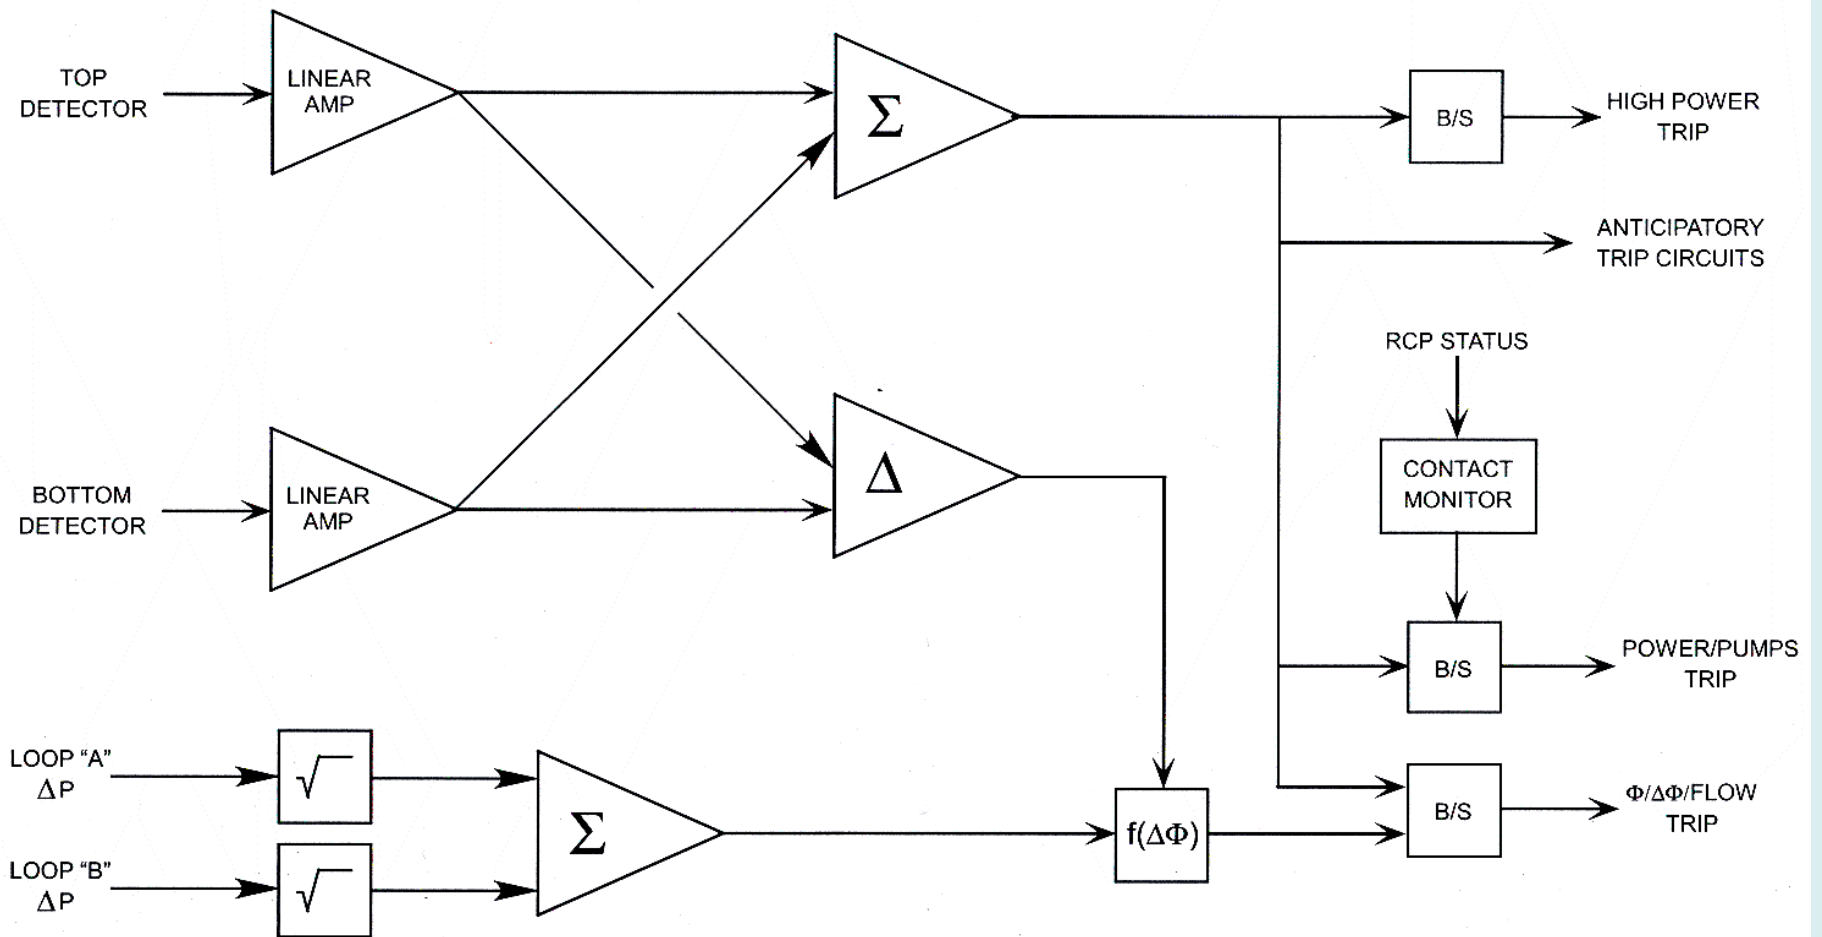 TOP
DETECTOR
LINEAR
AMP
Σ
B/S
HIGH POWER
TRIP
ANTICIPATORY
TRIP CIRCUITS
RCP STATUS
CONTACT
MONITOR
BOTTOM
DETECTOR
LINEAR
AMP
Δ
B/S
POWER/PUMPS
TRIP
LOOP “A”
ΔP
√
Σ
f(ΔΦ)
B/S
Φ/ΔΦ/FLOW
TRIP
LOOP “B”
ΔP
√